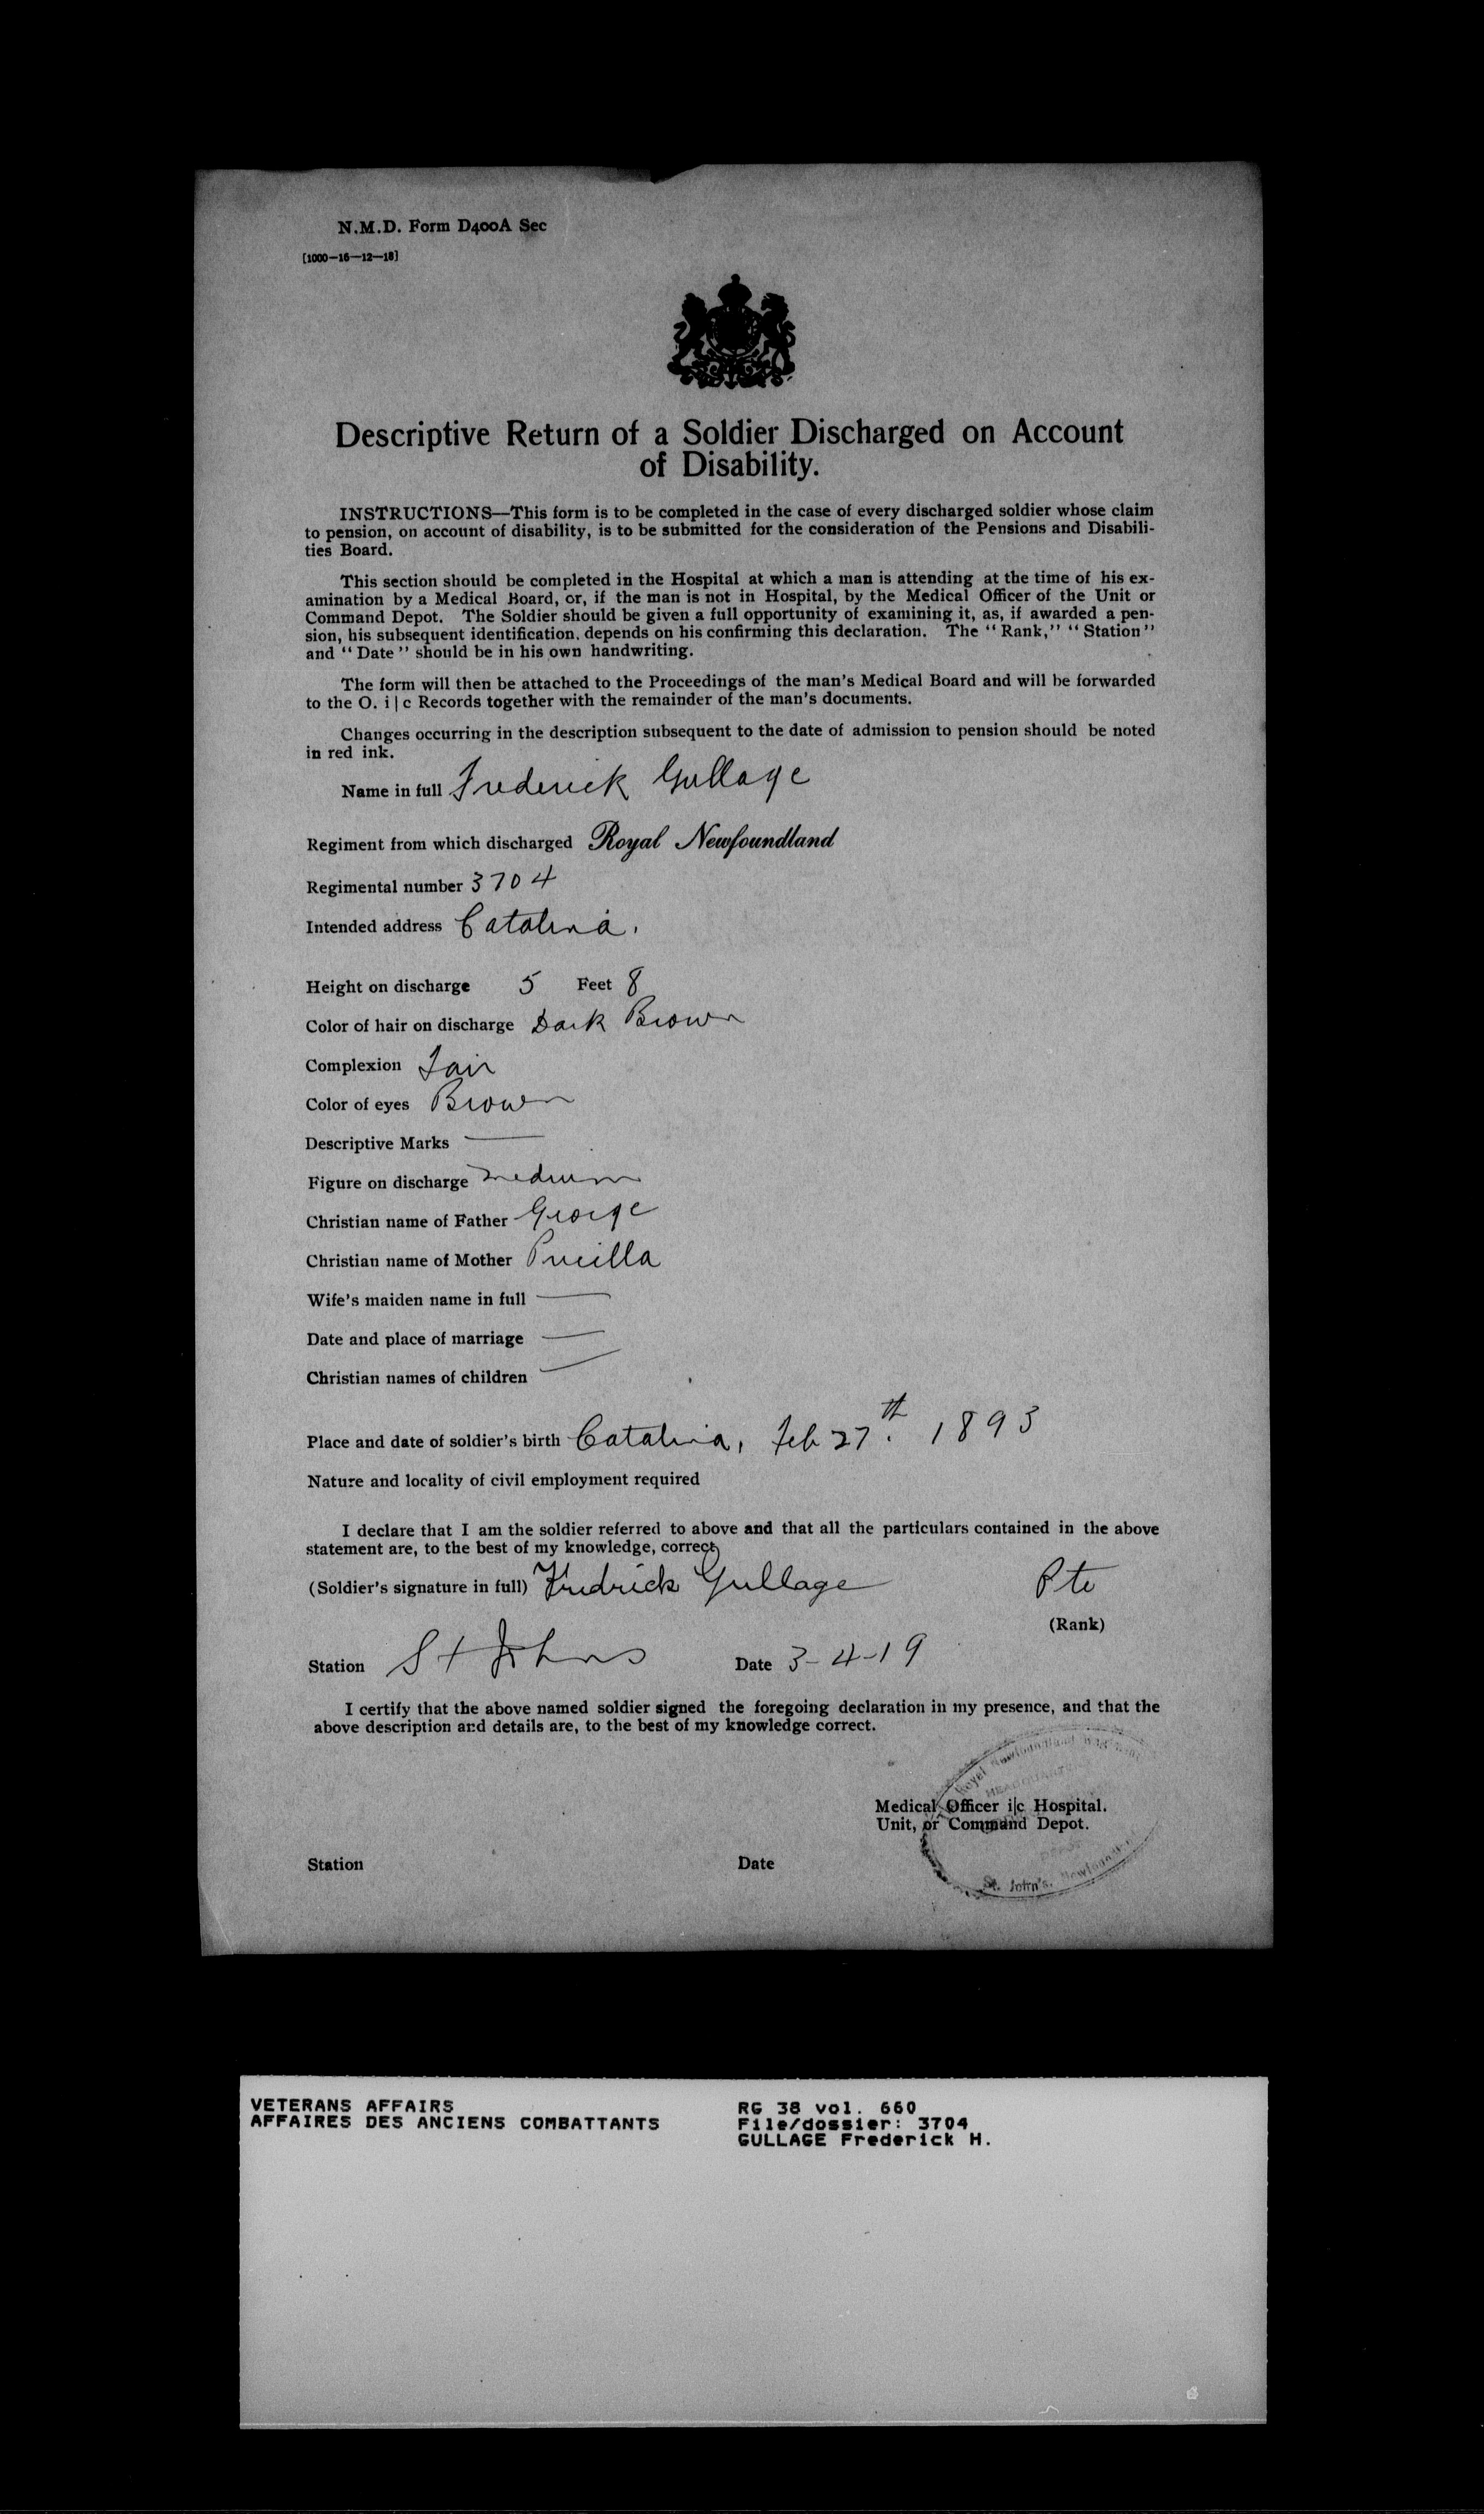 N.M.D. Form D400A Sec
[1000—16—12—18]
Descriptive Return of a Soldier Discharged on Account
of Disability.
INSTRUCTIONS—This form is to be completed in the case of every discharged soldier whose claim
to pension, on account of disability, is to be submitted for the consideration of the Pensions and Disabili-
ties Board.
This section should be completed in the Hospital at which a man is attending at the time of his ex-
amination by a Medical Board, or, if the man is not in Hospital, by the Medical Officer of the Unit or
Command Depot. The Soldier should be given a full opportunity of examining it, as, if awarded a pen-
sion, his subsequent identification. depends on his confirming this declaration. The "Rank," "Station"
and "Date" should be in his own handwriting.
The form will then be attached to the Proceedings of the man's Medical Board and will be forwarded
to the O. i|c Records together with the remainder of the man's documents.
Changes occurring in the description subsequent to the date of admission to pension should be noted
in red ink.
Name in full Frederick Gullage
Regiment from which discharged Royal Newfoundland
Regimental number 3704
Intended address Catalina.
Height on discharge 5 Feet 8
Color of hair on discharge Dark Brown
Complexion Fair
Color of eyes Brown
Descriptive Marks —
Figure on discharge medium
Christian name of Father George
Christian name of Mother Pricilla
Wife's maiden name in full —
Date and place of marriage —
Christian names of children —
Place and date of soldier's birth Catalina, Feb 27th. 1893
Nature and locality of civil employment required
I declare that I am the soldier referred to above and that all the particulars contained in the above
statement are, to the best of my knowledge, correct
(Soldier's signature in full) Fredrick Gullage Pte
(Rank)
Station St Johns Date 3-4-19
I certify that the above named soldier signed the foregoing declaration in my presence, and that the
above description and details are, to the best of my knowledge correct.
Royal Newfoundland Regiment
HEADQUARTERS
Medical Officer i|c Hospital.
Unit, or Command Depot.
St. John's, Newfoundland
Station Date
VETERANS AFFAIRS RG 38 vol. 660
AFFAIRES DES ANCIENS COMBATTANTS File/dossier: 3704
GULLAGE Frederick H.